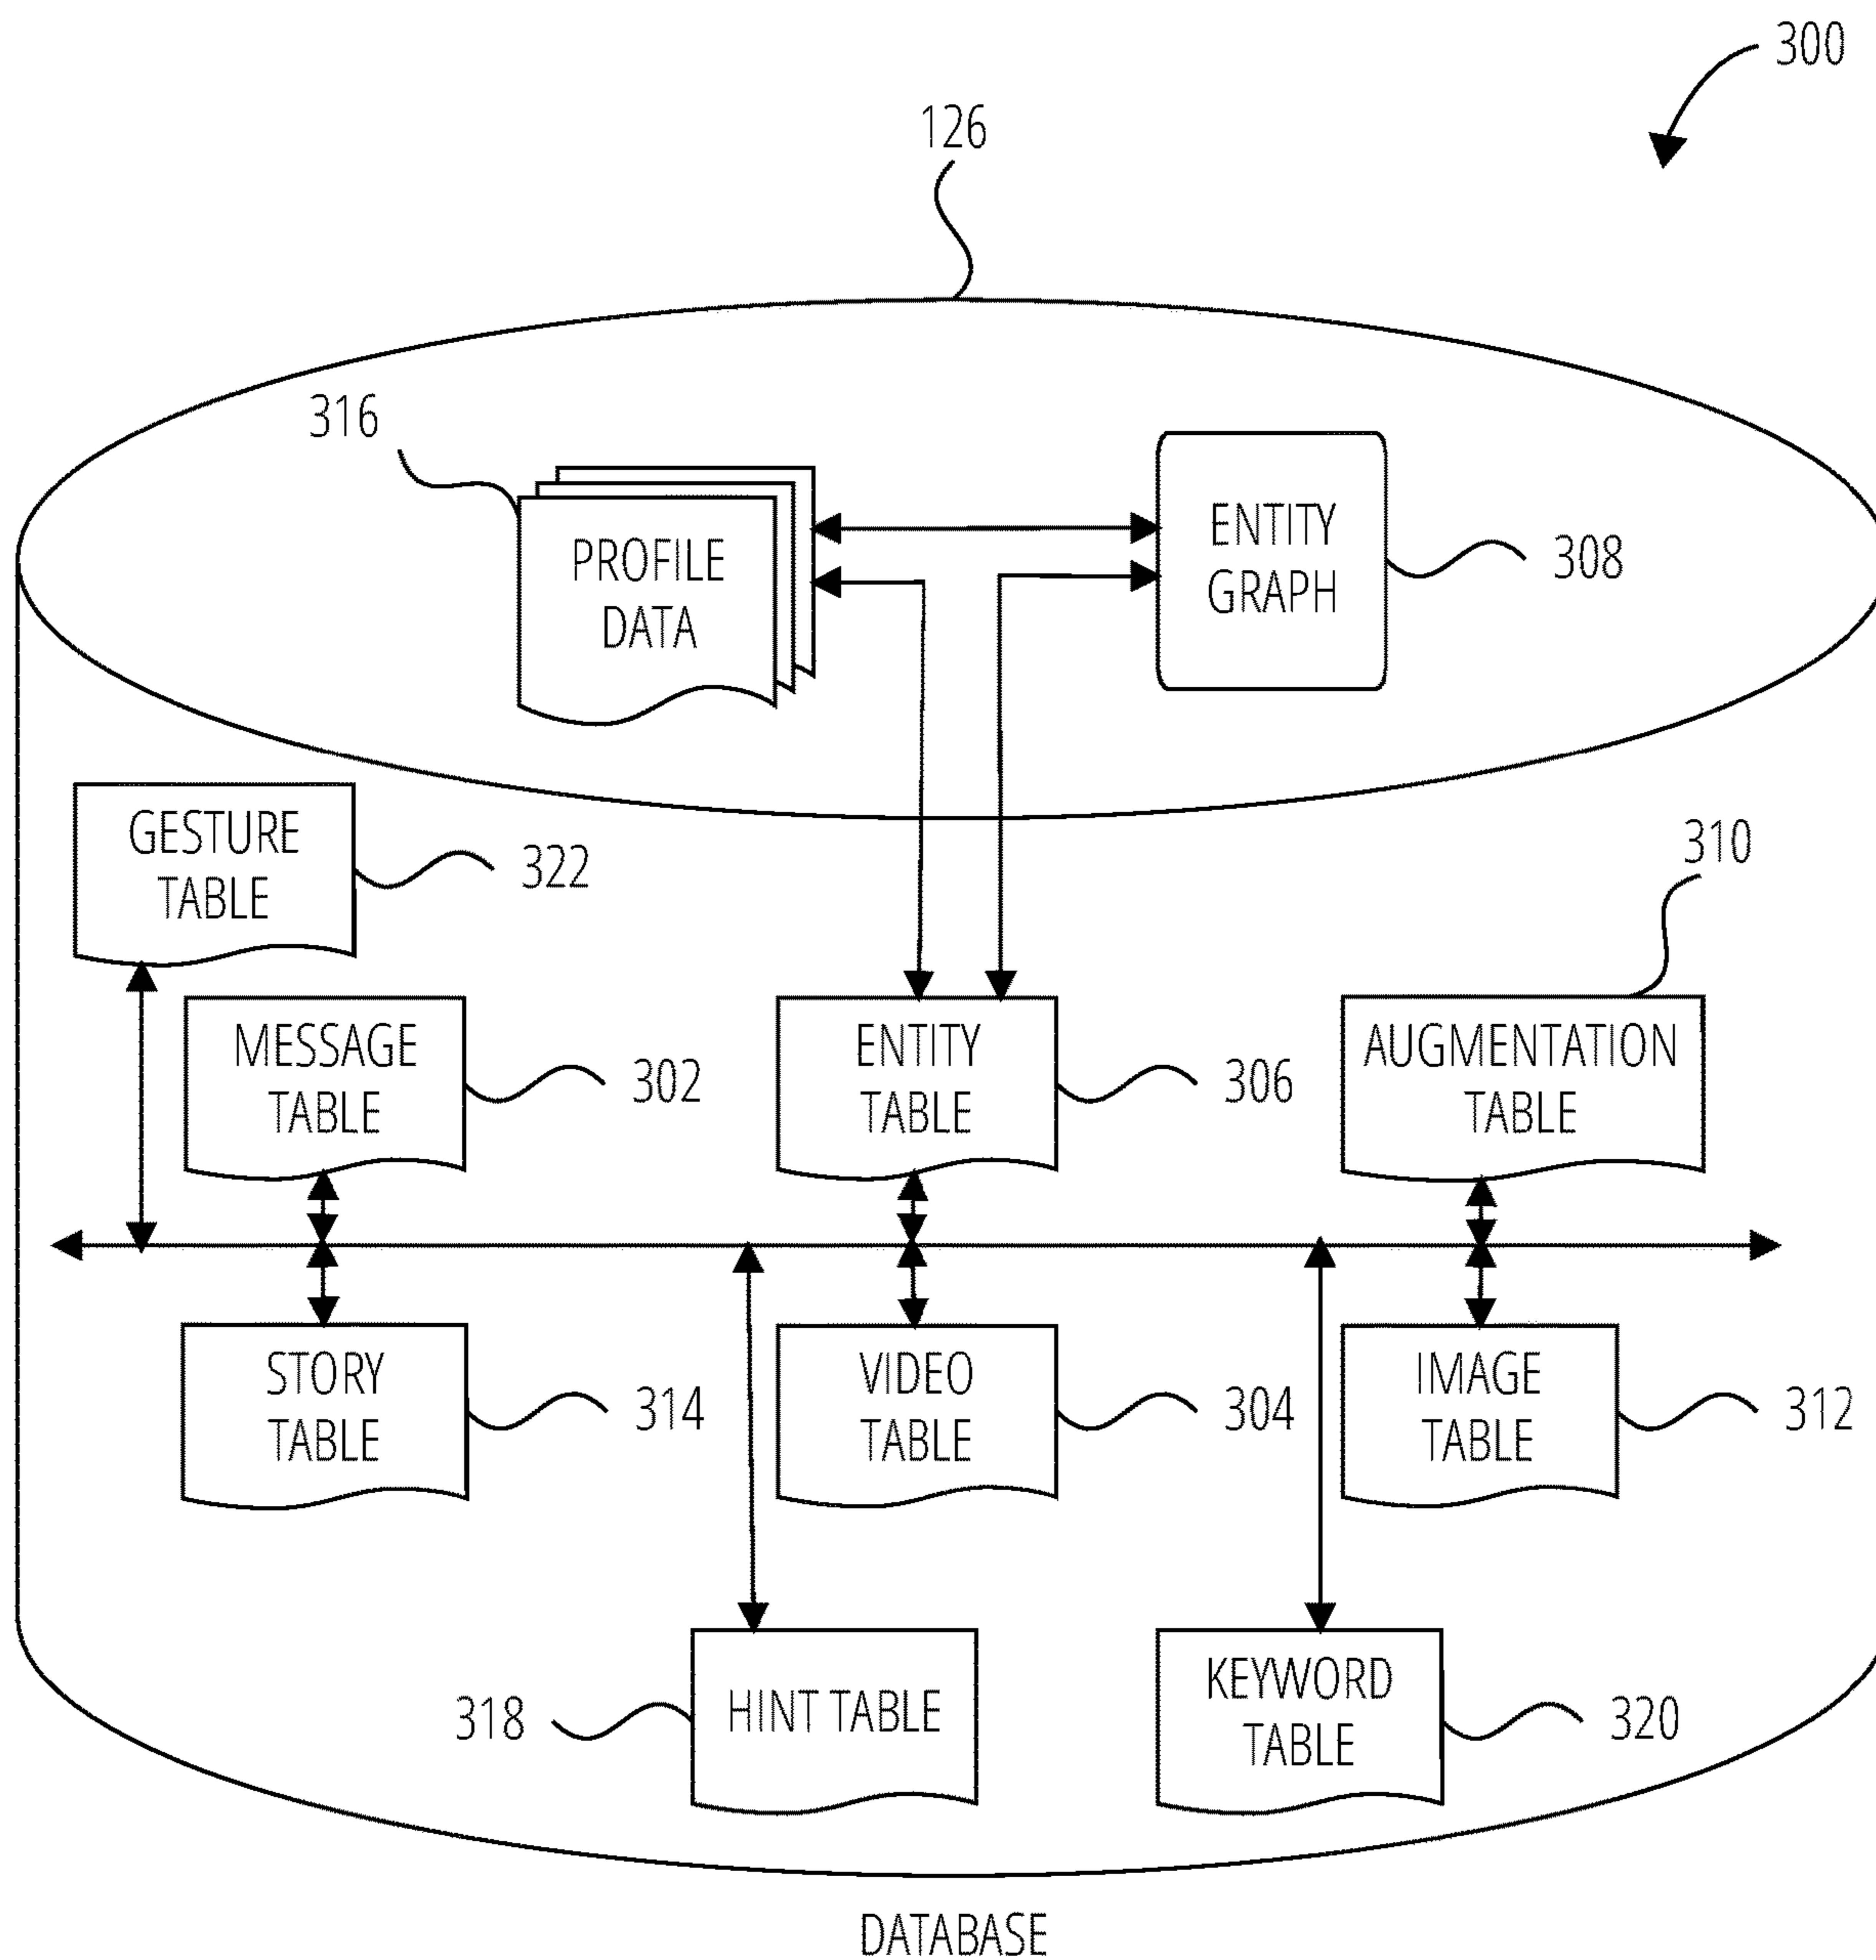 300
126
316
PROFILE
DATA
ENTITY
GRAPH
308
GESTURE
TABLE
322
310
MESSAGE
TABLE
302
ENTITY
TABLE
306
AUGMENTATION
TABLE
STORY
TABLE
314
VIDEO
TABLE
304
IMAGE
TABLE
312
318
HINT TABLE
KEYWORD
TABLE
320
DATABASE